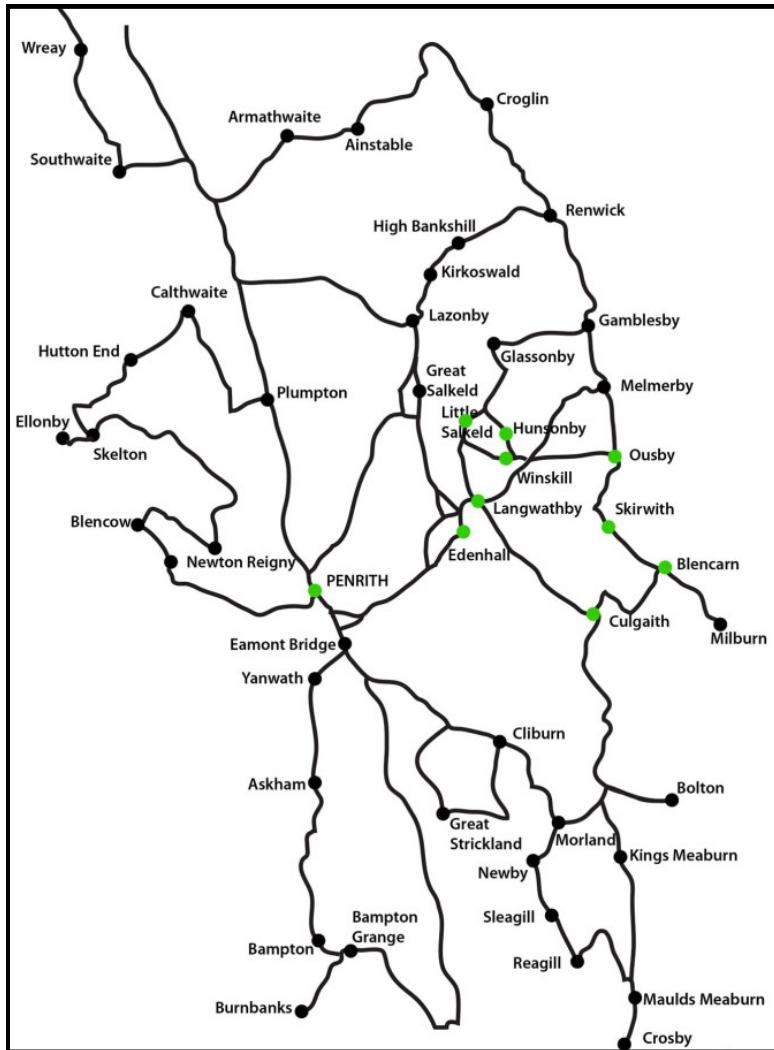 Wreay
Croglin
Armathwaite
Ainstable
Southwaite
Renwick
High Bankshill
Kirkoswald
Calthwaite
Lazonby
Gamblesby
Hutton End
Glassonby
Great
Salkeld
Melmerby
Plumpton
Ellonby
Skelton
Little
Salkeld
Hunsonby
Ousby
Winskill
Langwathby
Skirwith
Blencow
Edenhall
Newton Reigny
Blencarn
PENRITH
Culgaith
Milburn
Eamont Bridge
Yanwath
Cliburn
Askham
Bolton
Great
Strickland
Morland
Kings Meaburn
Newby
Sleagill
Bampton
Grange
Bampton
Reagill
Burnbanks
Maulds Meaburn
Crosby